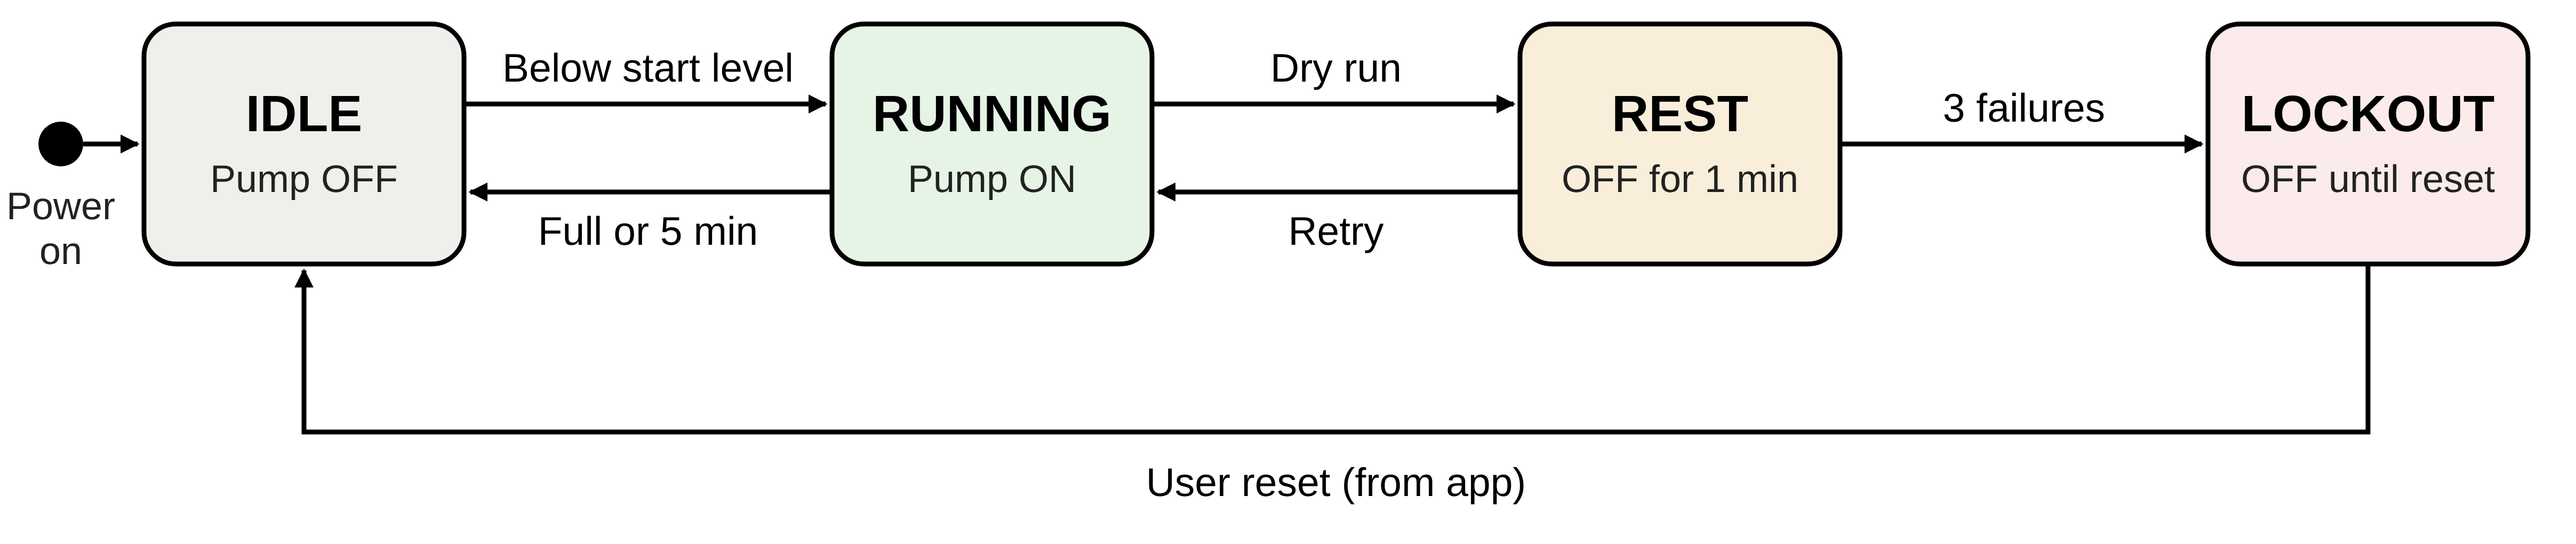 Power
on
IDLE
Pump OFF
Below start level
Full or 5 min
RUNNING
Pump ON
Dry run
Retry
REST
OFF for 1 min
3 failures
LOCKOUT
OFF until reset
User reset (from app)